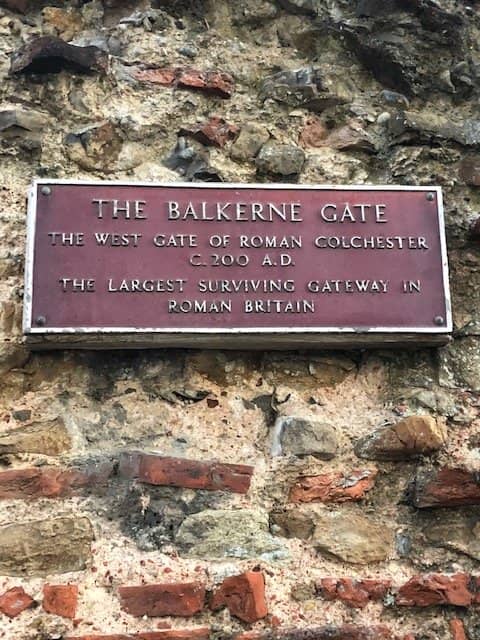 THE BALKERNE GATE
THE WEST GATE OF ROMAN COLCHESTER
C.200 A.D.
THE LARGEST SURVIVING GATEWAY IN
ROMAN BRITAIN